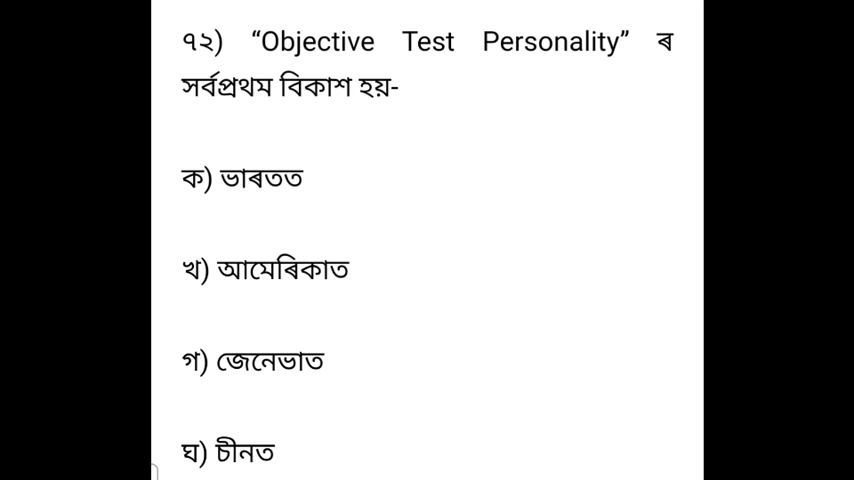 ৭২) “Objective Test Personality” ৰ
সৰ্বপ্ৰথম বিকাশ হয়-
ক) ভাৰতত
খ) আমেৰিকাত
গ) জেনেভাত
ঘ) চীনত